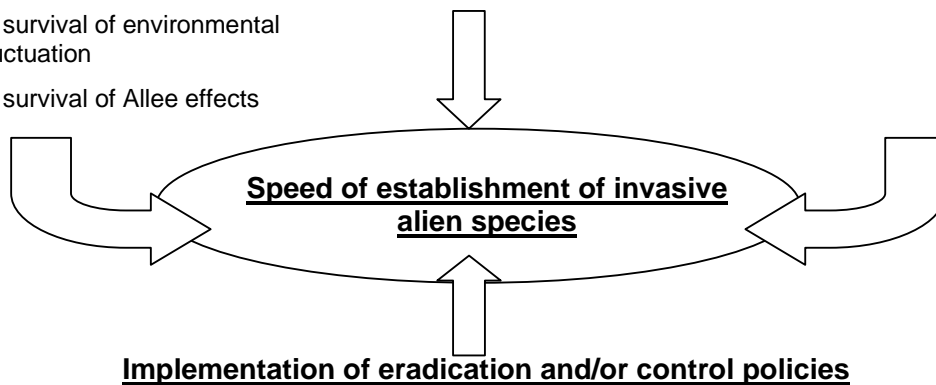 survival of environmental
uctuation
survival of Allee effects
Speed of establishment of invasive
alien species
Implementation of eradication and/or control policies